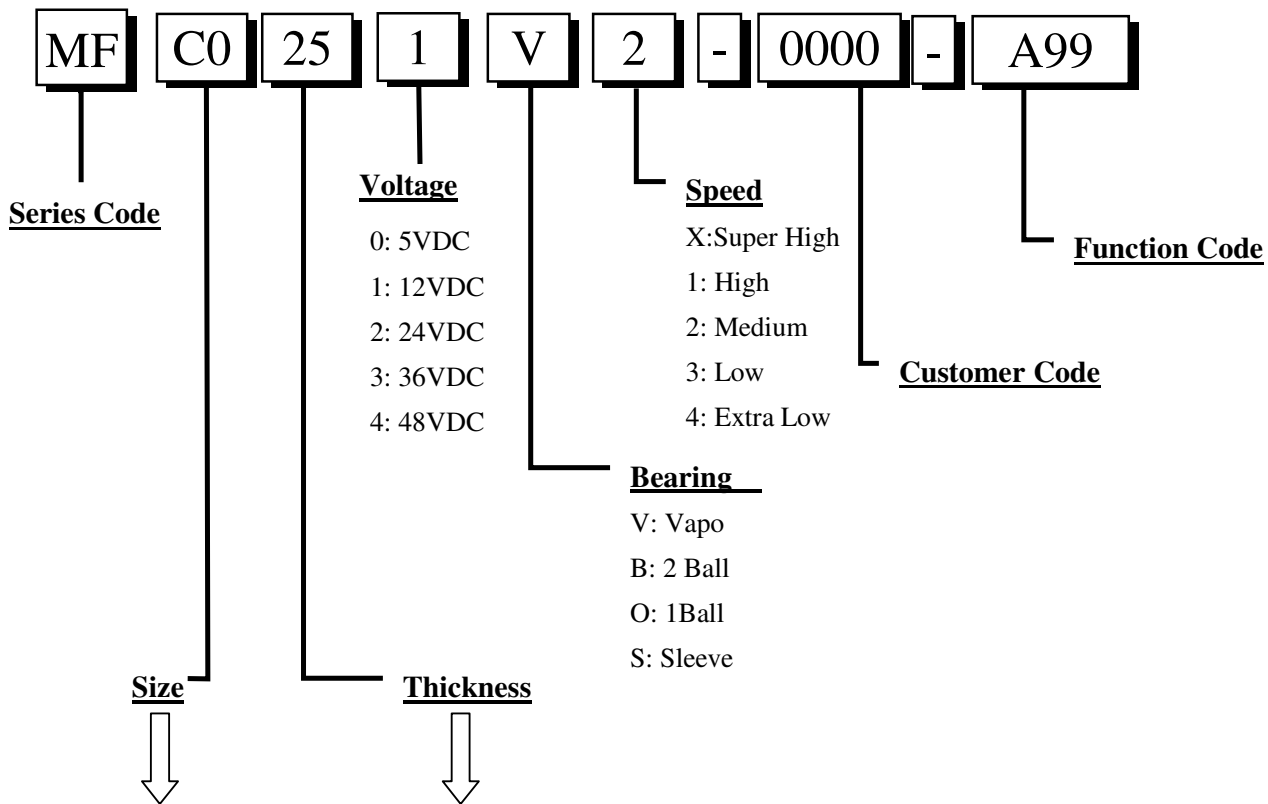 MF C0 25 1 V 2 - 0000 - A99
Series Code
Voltage
0: 5VDC
1: 12VDC
2: 24VDC
3: 36VDC
4: 48VDC
Speed
X:Super High
1: High
2: Medium
3: Low
4: Extra Low
Function Code
Customer Code
Bearing
V: Vapo
B: 2 Ball
O: 1Ball
S: Sleeve
Size
Thickness